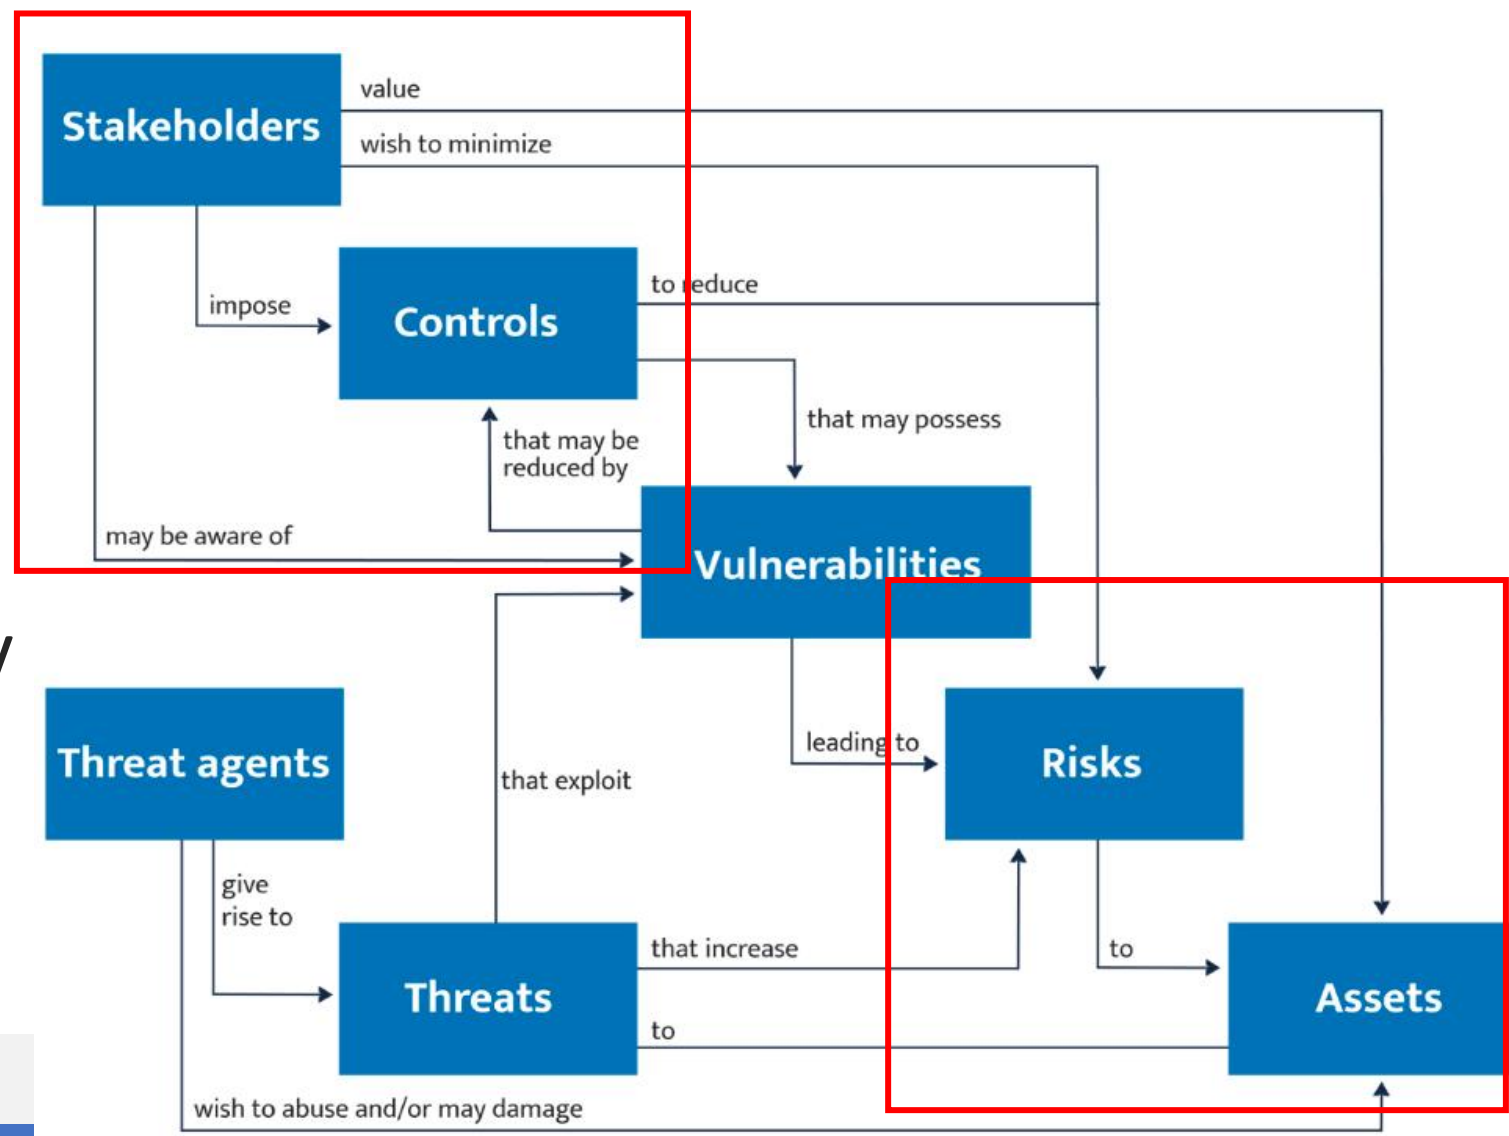 value
Stakeholders
wish to minimize
to reduce
impose
Controls
that may possess
that may be
reduced by
may be aware of
Vulnerabilities
y
Threat agents
leading to
Risks
that exploit
give
rise to
that increase
to
Threats
Assets
to
wish to abuse and/or may damage